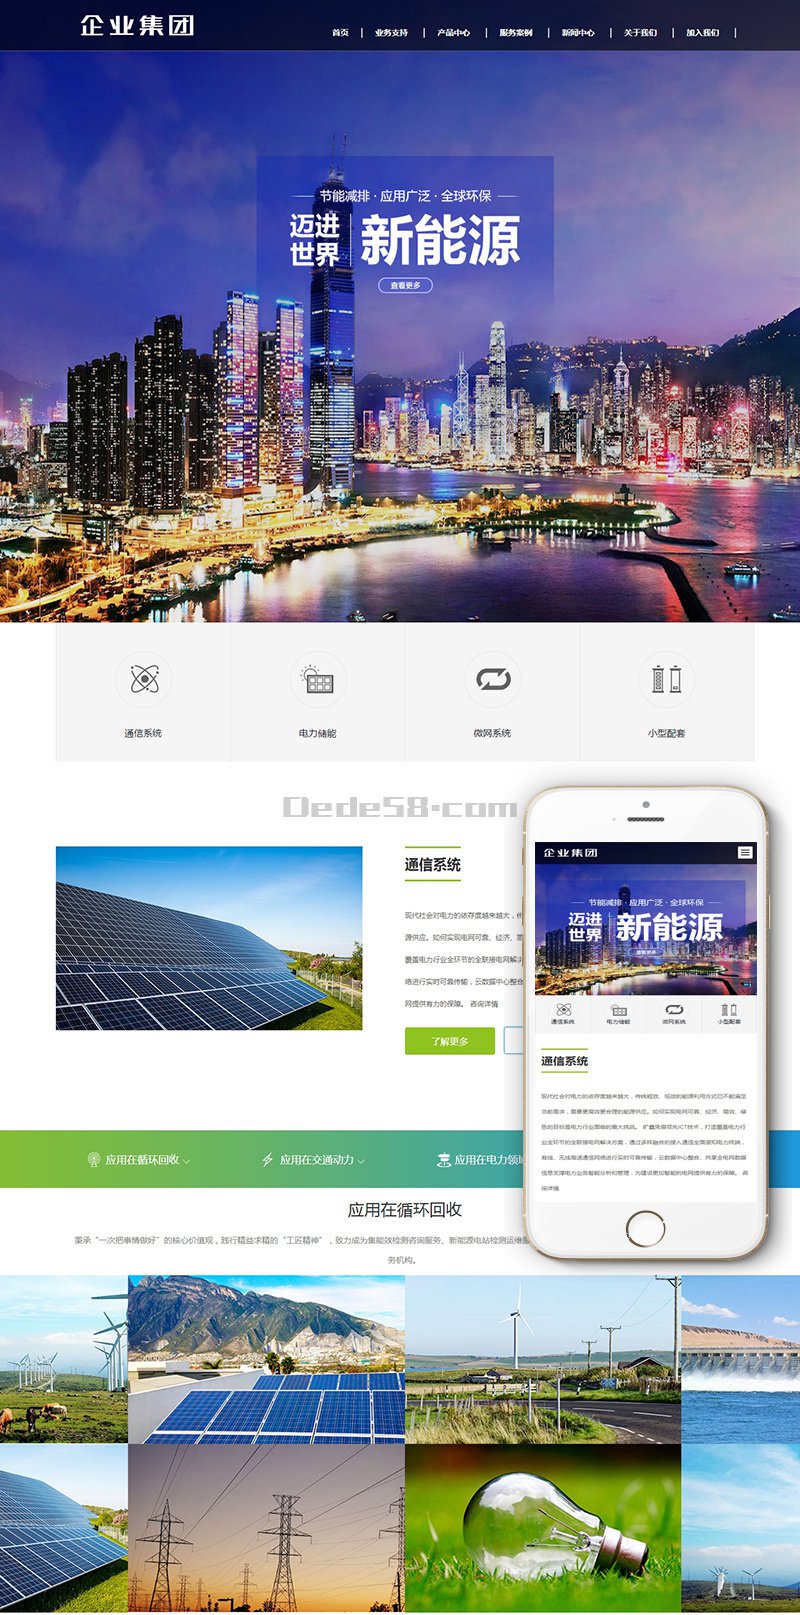 企业集团
首页 | 业务支持 | 产品中心 | 服务案例 | 新闻中心 | 关于我们 | 加入我们 |
节能减排·应用广泛·全球环保
迈进世界 新能源
查看更多
通信系统 电力储能 微网系统 小型配套
Dede58.com
通信系统
现代社会对电力的依存度越来越大，传
源供应。如何实现电网可靠、经济、高
覆盖电力行业全环节的全联接电网解决
络进行实时可靠传输，云数据中心整合
网提供有力的保障。 咨询详情
了解更多
企业集团
节能减排·应用广泛·全球环保
迈进世界 新能源
查看更多
通信系统 电力储能 微网系统 小型配套
通信系统
现代社会对电力的依存度越来越大，传统粗放、低效的能源利用方式已不能满足
当前需求，需要更高效更合理的能源供应。如何实现电网可靠、经济、高效、绿
色的目标是电力行业面临的最大挑战。
打造覆盖电力行
业全环节的全联接电网解决方案，通过多样融合的接入通信全面感知电力终端，
有线、无线高速通信网络进行实时可靠传输，云数据中心整合、共享全电网数据
信息支撑电力业务智能分析和管理，为建设更加智能的电网提供有力的保障。 咨
询详情
应用在循环回收 应用在交通动力 应用在电力领域
应用在循环回收
秉承“一次把事情做好”的核心价值观，践行精益求精的“工匠精神”，致力成为集能效检测咨询服务、新能源电站检测运维服
务机构。